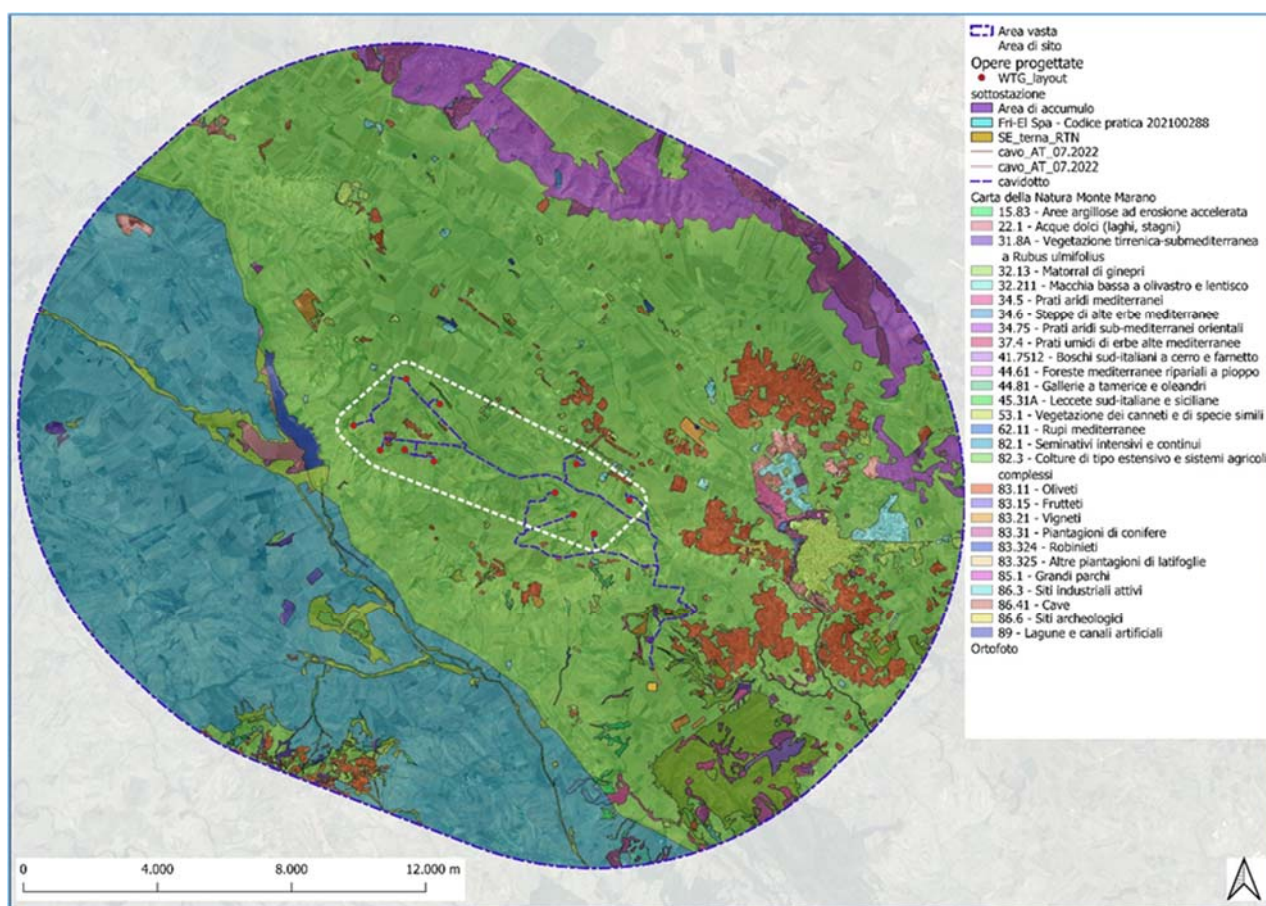 Area vasta
Area di sito
Opere progettate
WTG_layout
sottostazione
Area di accumulo
Fri-El Spa - Codice pratica 202100288
SE_terna_RTN
cavo_AT_07.2022
cavo_AT_07.2022
cavidotto
Carta della Natura Monte Marano
15.83 - Aree argillose ad erosione accelerata
22.1 - Acque dolci (laghi, stagni)
31.8A - Vegetazione tirrenica-submediterranea
a Rubus ulmifolius
32.13 - Matorral di ginepri
32.211 - Macchia bassa a olivastro e lentisco
34.5 - Prati aridi mediterranei
34.6 - Steppe di alte erbe mediterranee
34.75 - Prati aridi sub-mediterranei orientali
37.4 - Prati umidi di erbe alte mediterranee
41.7512 - Boschi sud-italiani a cerro e farnetto
44.61 - Foreste mediterranee ripariali a pioppo
44.81 - Gallerie a tamerice e oleandri
45.31A - Leccete sud-italiane e siciliane
53.1 - Vegetazione dei canneti e di specie simili
62.11 - Rupi mediterranee
82.1 - Seminativi intensivi e continui
82.3 - Colture di tipo estensivo e sistemi agricoli
complessi
83.11 - Oliveti
83.15 - Frutteti
83.21 - Vigneti
83.31 - Piantagioni di conifere
83.324 - Robinieti
83.325 - Altre piantagioni di latifoglie
85.1 - Grandi parchi
86.3 - Siti industriali attivi
86.41 - Cave
86.6 - Siti archeologici
89 - Lagune e canali artificiali
Ortofoto
0 4.000 8.000 12.000 m